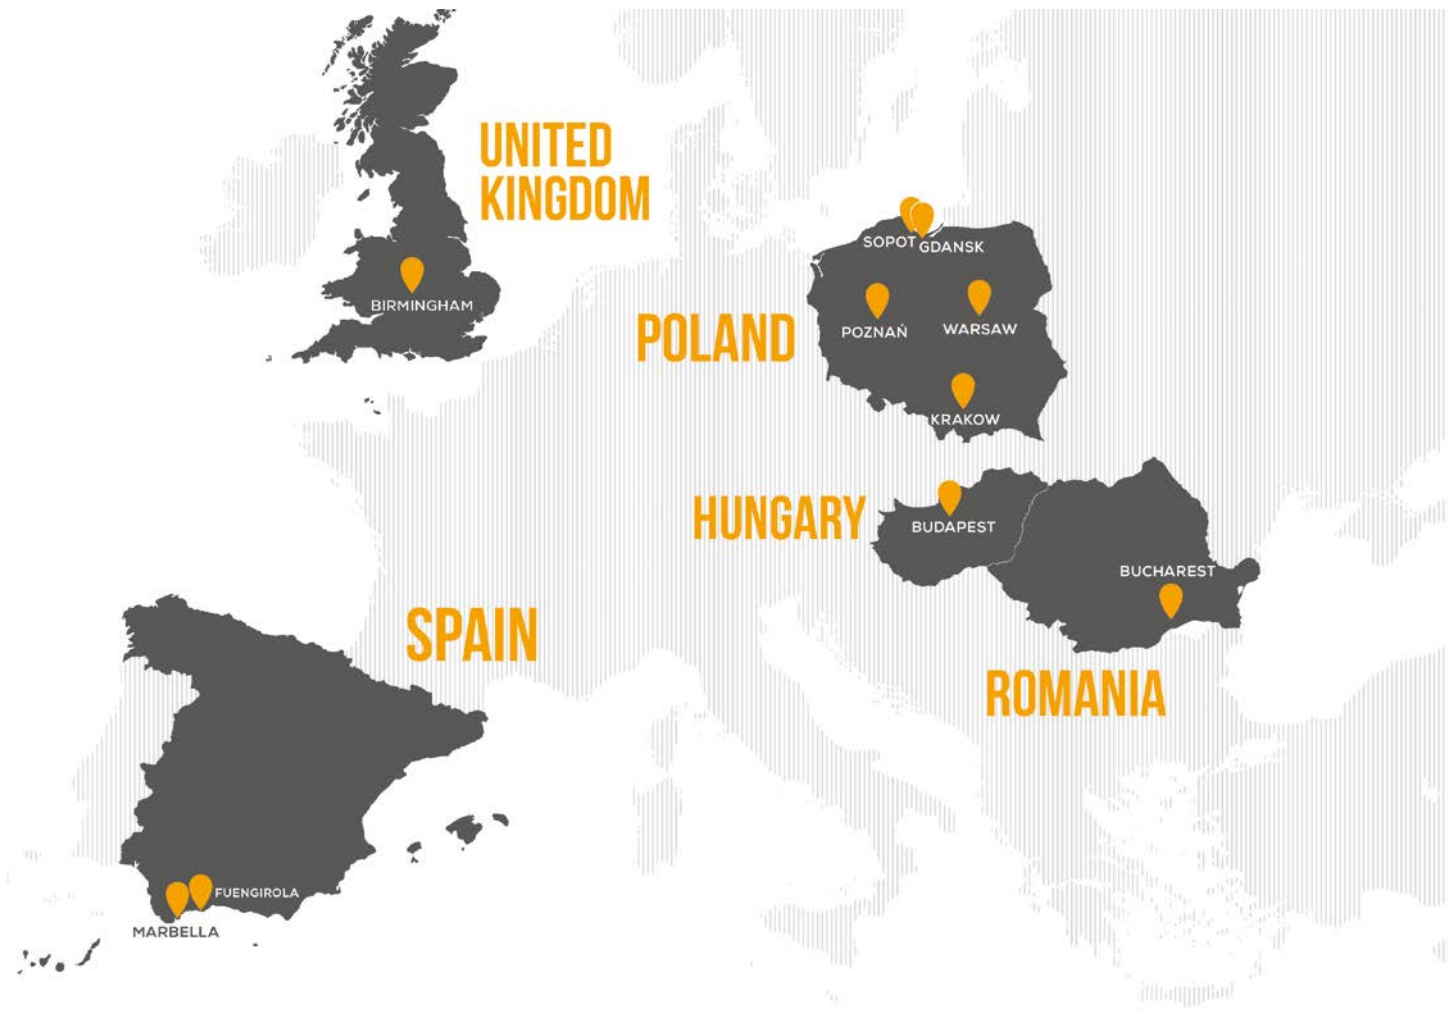 UNITED
KINGDOM
BIRMINGHAM
SOPOT
GDANSK
POLAND
POZNAŃ
WARSAW
KRAKOW
HUNGARY
BUDAPEST
BUCHAREST
SPAIN
ROMANIA
FUENGIROLA
MARBELLA